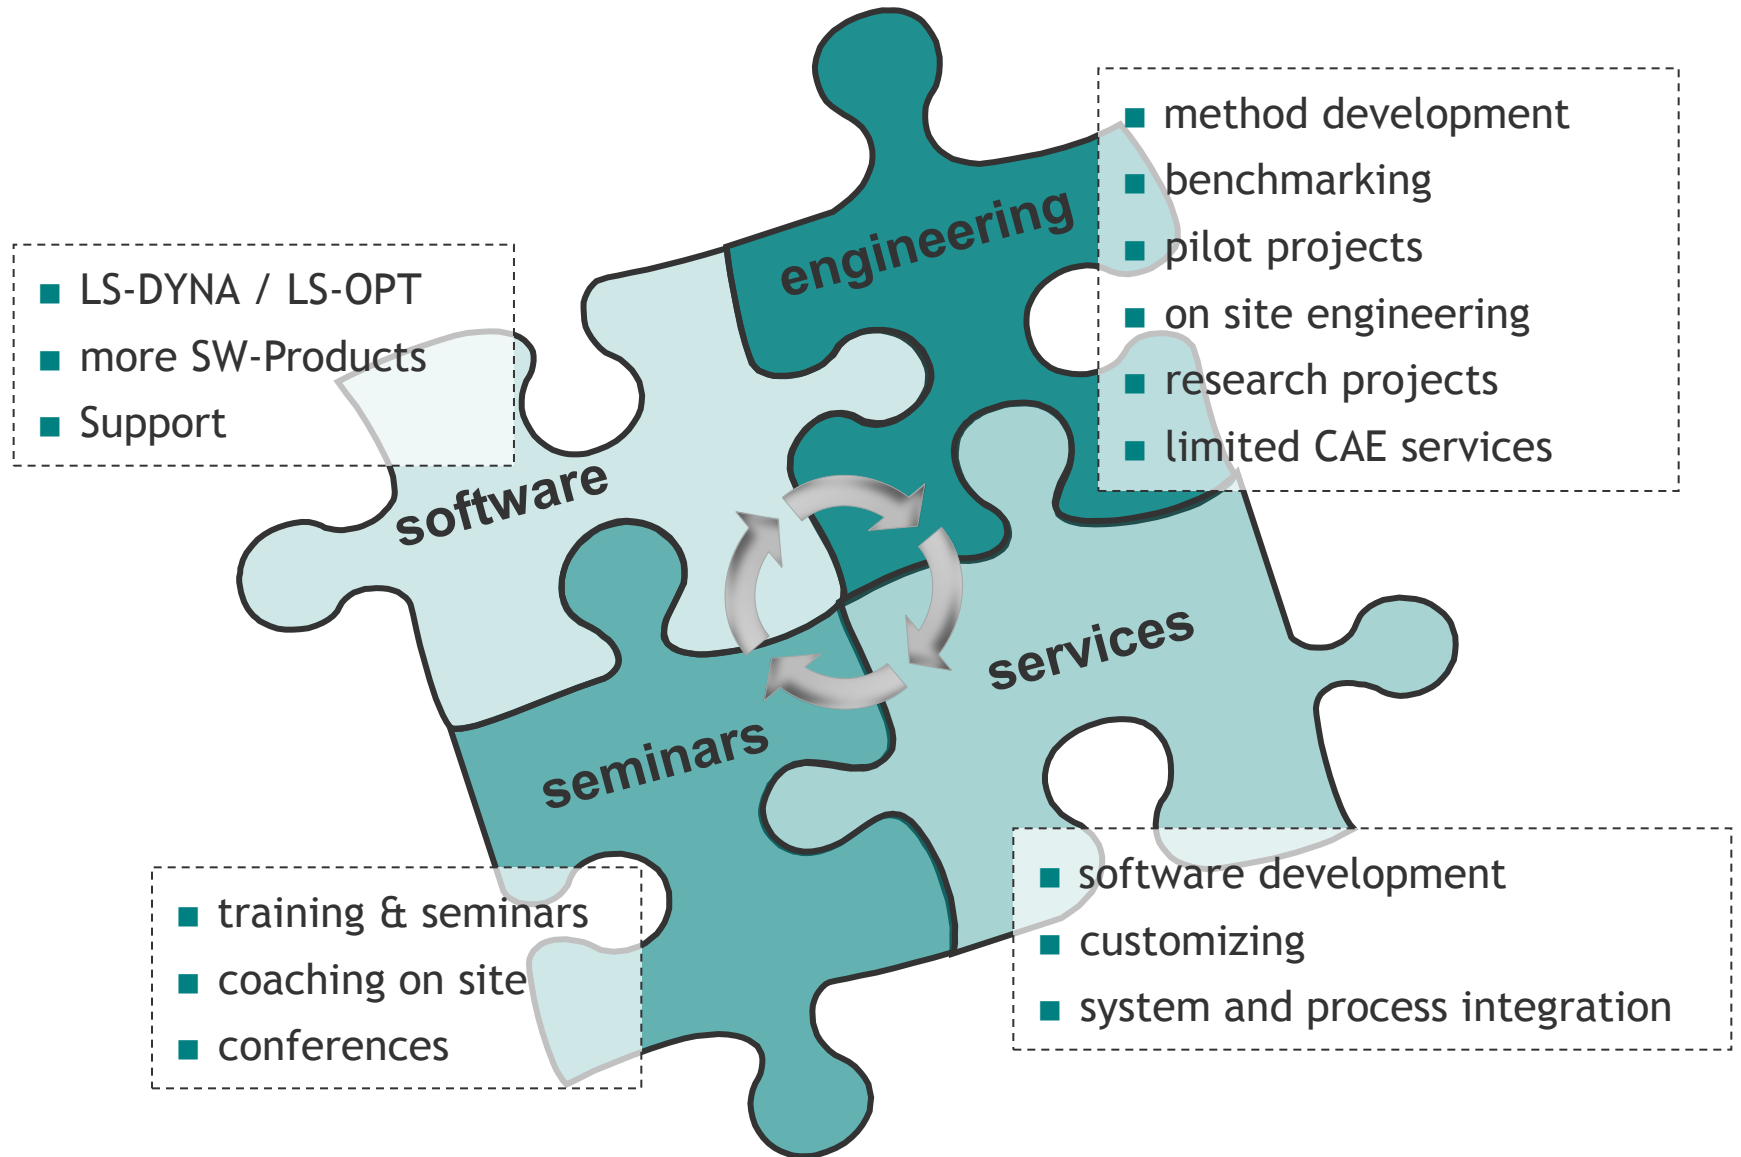 engineering
■ method development
■ benchmarking
■ pilot projects
■ on site engineering
■ research projects
■ limited CAE services
■ LS-DYNA / LS-OPT
■ more SW-Products
■ Support
software
services
seminars
■ software development
■ customizing
■ system and process integration
■ training & seminars
■ coaching on site
■ conferences